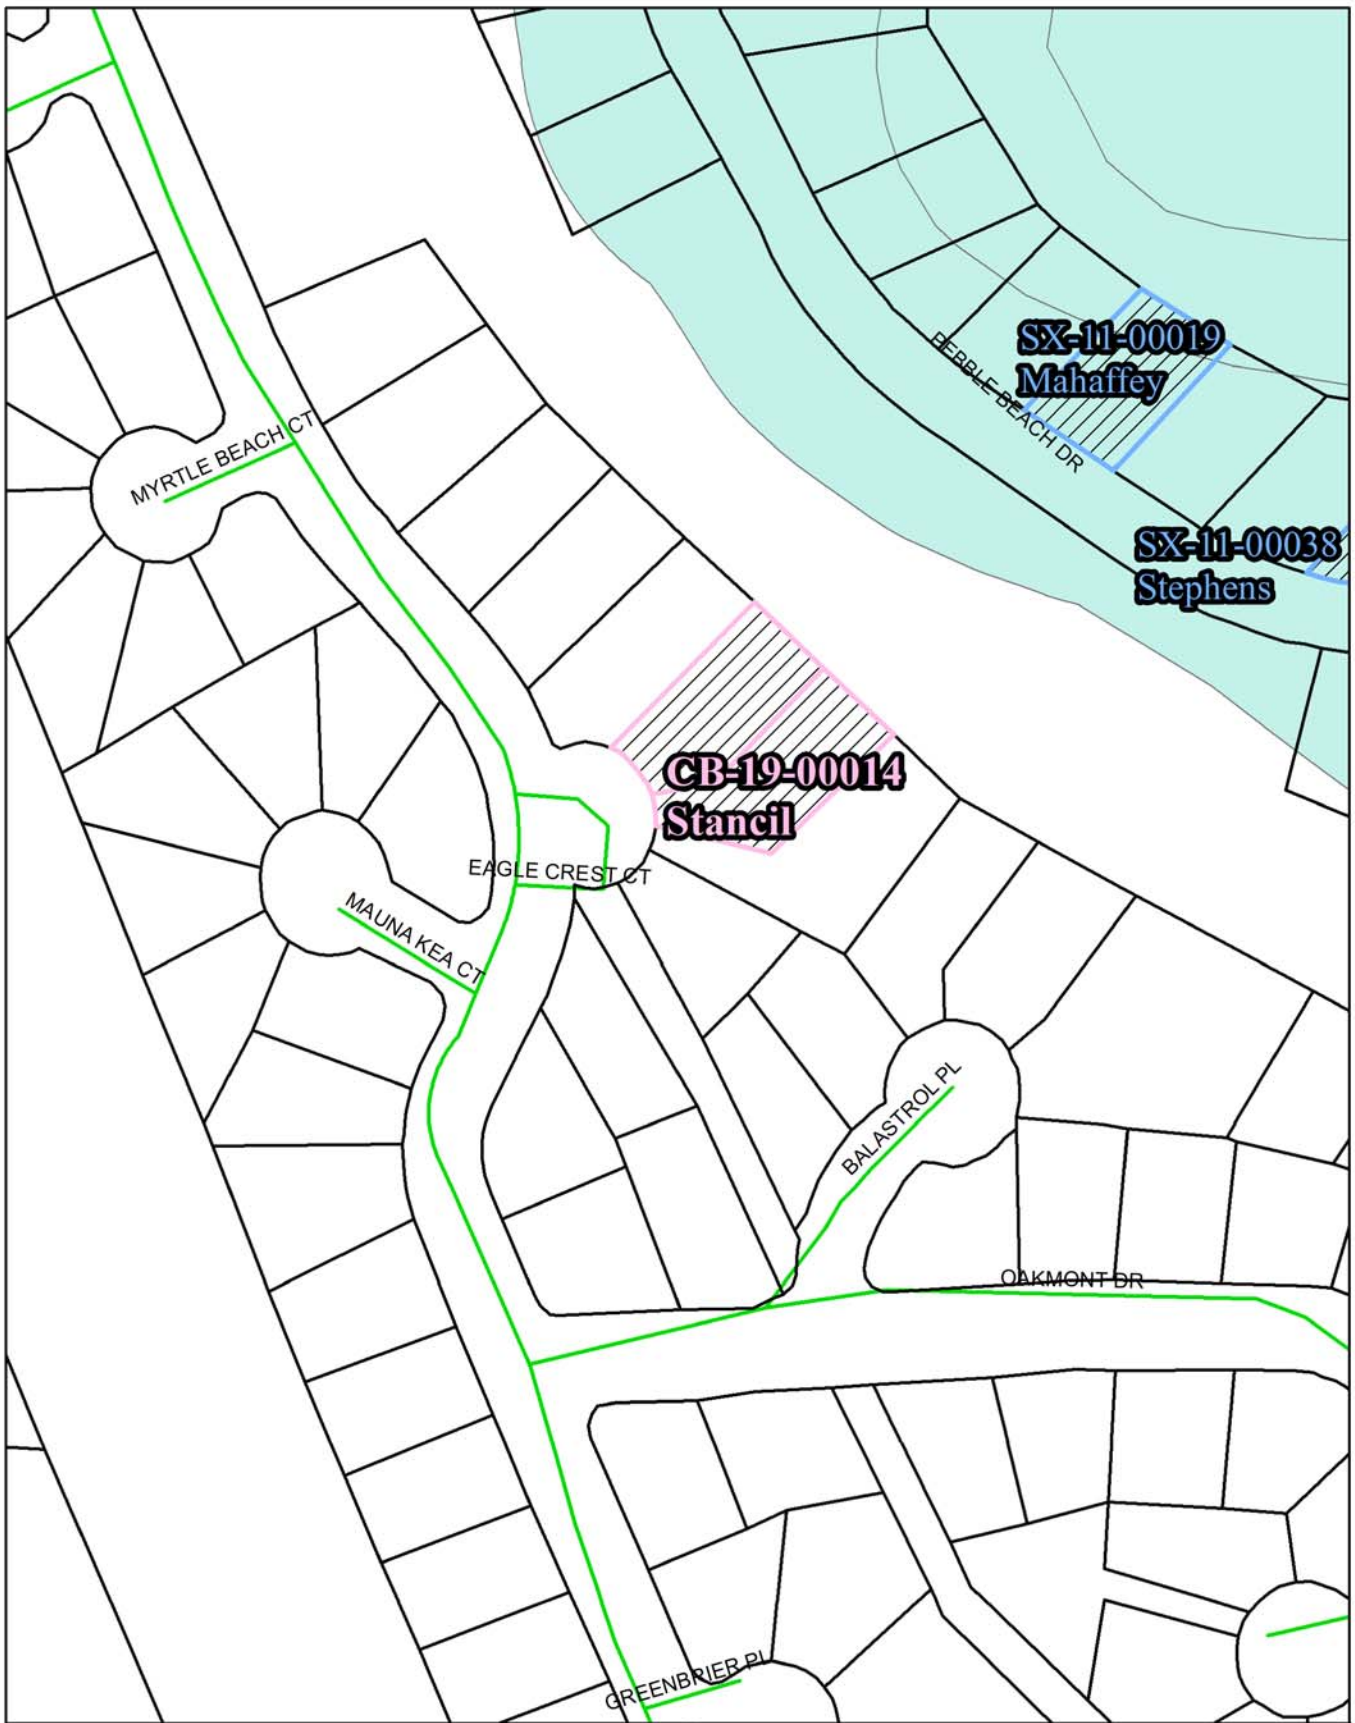 SX-11-00019
Mahaffey
PEBBLE BEACH DR
MYRTLE BEACH CT
SX-11-00038
Stephens
CB-19-00014
Stancil
EAGLE CREST CT
MAUNA KEA CT
BALASTROL PL
OAKMONT DR
GREENBRIER PL